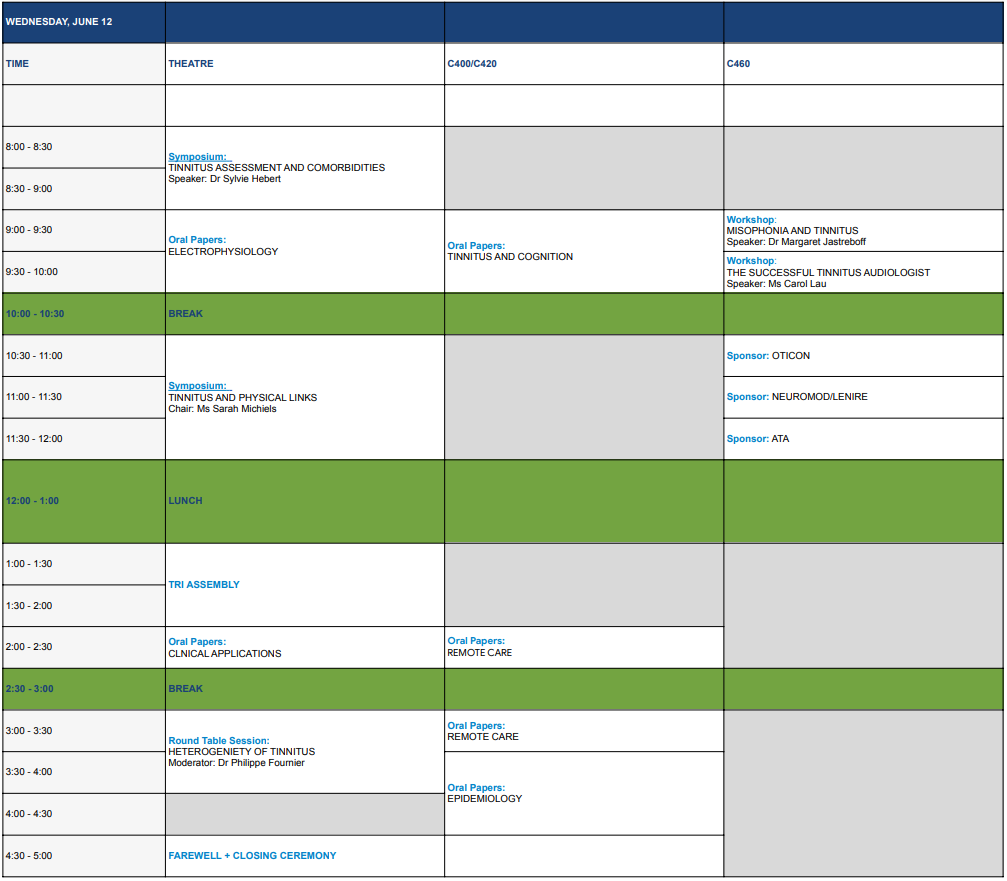 WEDNESDAY, JUNE 12
TIME
THEATRE
C400/C420
C460
8:00 - 8:30
Symposium:
TINNITUS ASSESSMENT AND COMORBIDITIES
Speaker: Dr Sylvie Hebert
8:30 - 9:00
9:00 - 9:30
Oral Papers:
ELECTROPHYSIOLOGY
Oral Papers:
TINNITUS AND COGNITION
Workshop:
MISOPHONIA AND TINNITUS
Speaker: Dr Margaret Jastreboff
9:30 - 10:00
Workshop:
THE SUCCESSFUL TINNITUS AUDIOLOGIST
Speaker: Ms Carol Lau
10:00 - 10:30
BREAK
10:30 - 11:00
Symposium:
TINNITUS AND PHYSICAL LINKS
Chair: Ms Sarah Michiels
Sponsor: OTICON
11:00 - 11:30
Sponsor: NEUROMOD/LENIRE
11:30 - 12:00
Sponsor: ATA
12:00 - 1:00
LUNCH
1:00 - 1:30
TRI ASSEMBLY
1:30 - 2:00
2:00 - 2:30
Oral Papers:
CLNICAL APPLICATIONS
Oral Papers:
REMOTE CARE
2:30 - 3:00
BREAK
3:00 - 3:30
Round Table Session:
HETEROGENIETY OF TINNITUS
Moderator: Dr Philippe Fournier
Oral Papers:
REMOTE CARE
3:30 - 4:00
Oral Papers:
EPIDEMIOLOGY
4:00 - 4:30
4:30 - 5:00
FAREWELL + CLOSING CEREMONY